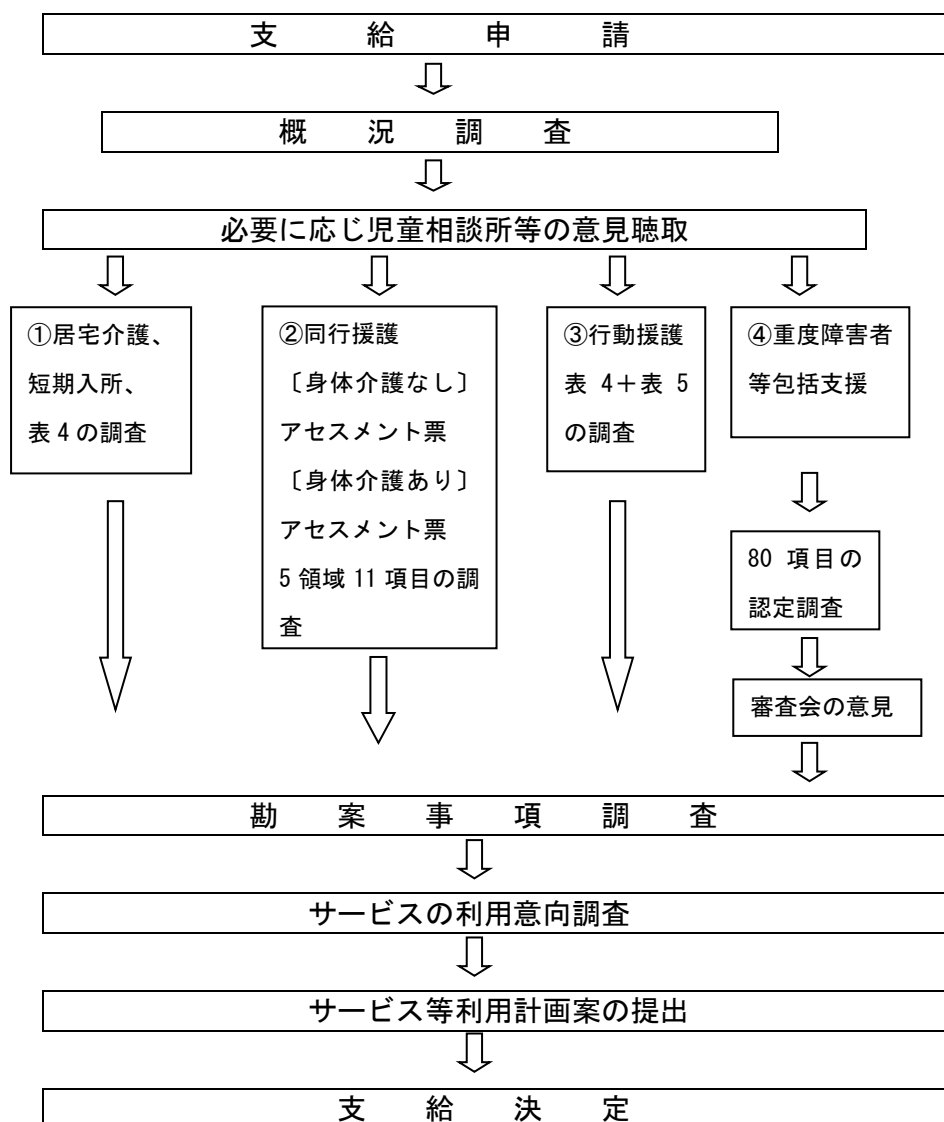 支給申請
概況調査
必要に応じ児童相談所等の意見聴取
①居宅介護、
短期入所、
表4の調査
②同行援護
〔身体介護なし〕
アセスメント票
〔身体介護あり〕
アセスメント票
5領域11項目の調
査
③行動援護
表4＋表5
の調査
④重度障害者
等包括支援
80項目の
認定調査
審査会の意見
勘案事項調査
サービスの利用意向調査
サービス等利用計画案の提出
支給決定